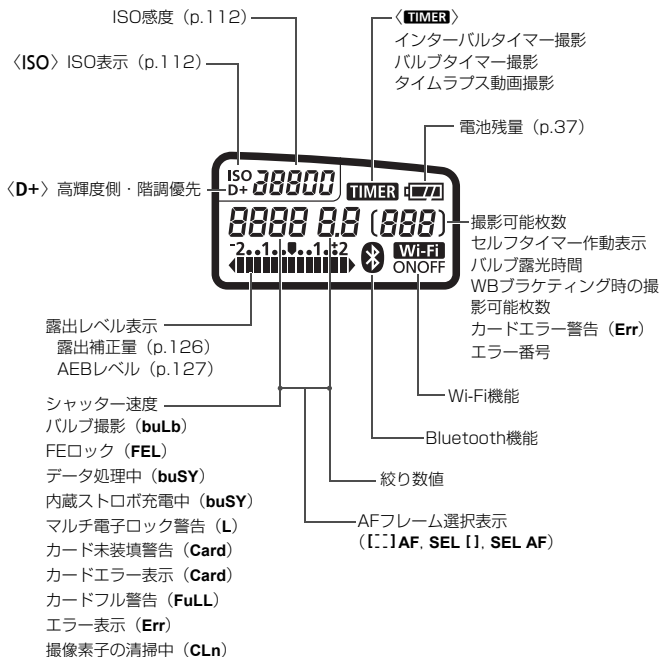 ISO感度（p.112）
〈ISO〉ISO表示（p.112）
〈D+〉高輝度側・階調優先
〈TIMER〉
インターバルタイマー撮影
バルブタイマー撮影
タイムラプス動画撮影
電池残量（p.37）
ISO
D+ 38800 TIMER
8888 8.8 (888)
-2..1..0..1..+2 Wi-Fi
ONOFF
撮影可能枚数
セルフタイマー作動表示
バルブ露光時間
WBブラケティング時の撮
影可能枚数
カードエラー警告（Err）
エラー番号
露出レベル表示
露出補正量（p.126）
AEBレベル（p.127）
シャッター速度
バルブ撮影（buLb）
FEロック（FEL）
データ処理中（buSY）
内蔵ストロボ充電中（buSY）
マルチ電子ロック警告（L）
カード未装填警告（Card）
カードエラー表示（Card）
カードフル警告（FuLL）
エラー表示（Err）
撮像素子の清掃中（CLn）
Wi-Fi機能
Bluetooth機能
絞り数値
AFフレーム選択表示
（[ ] AF, SEL [ ], SEL AF）